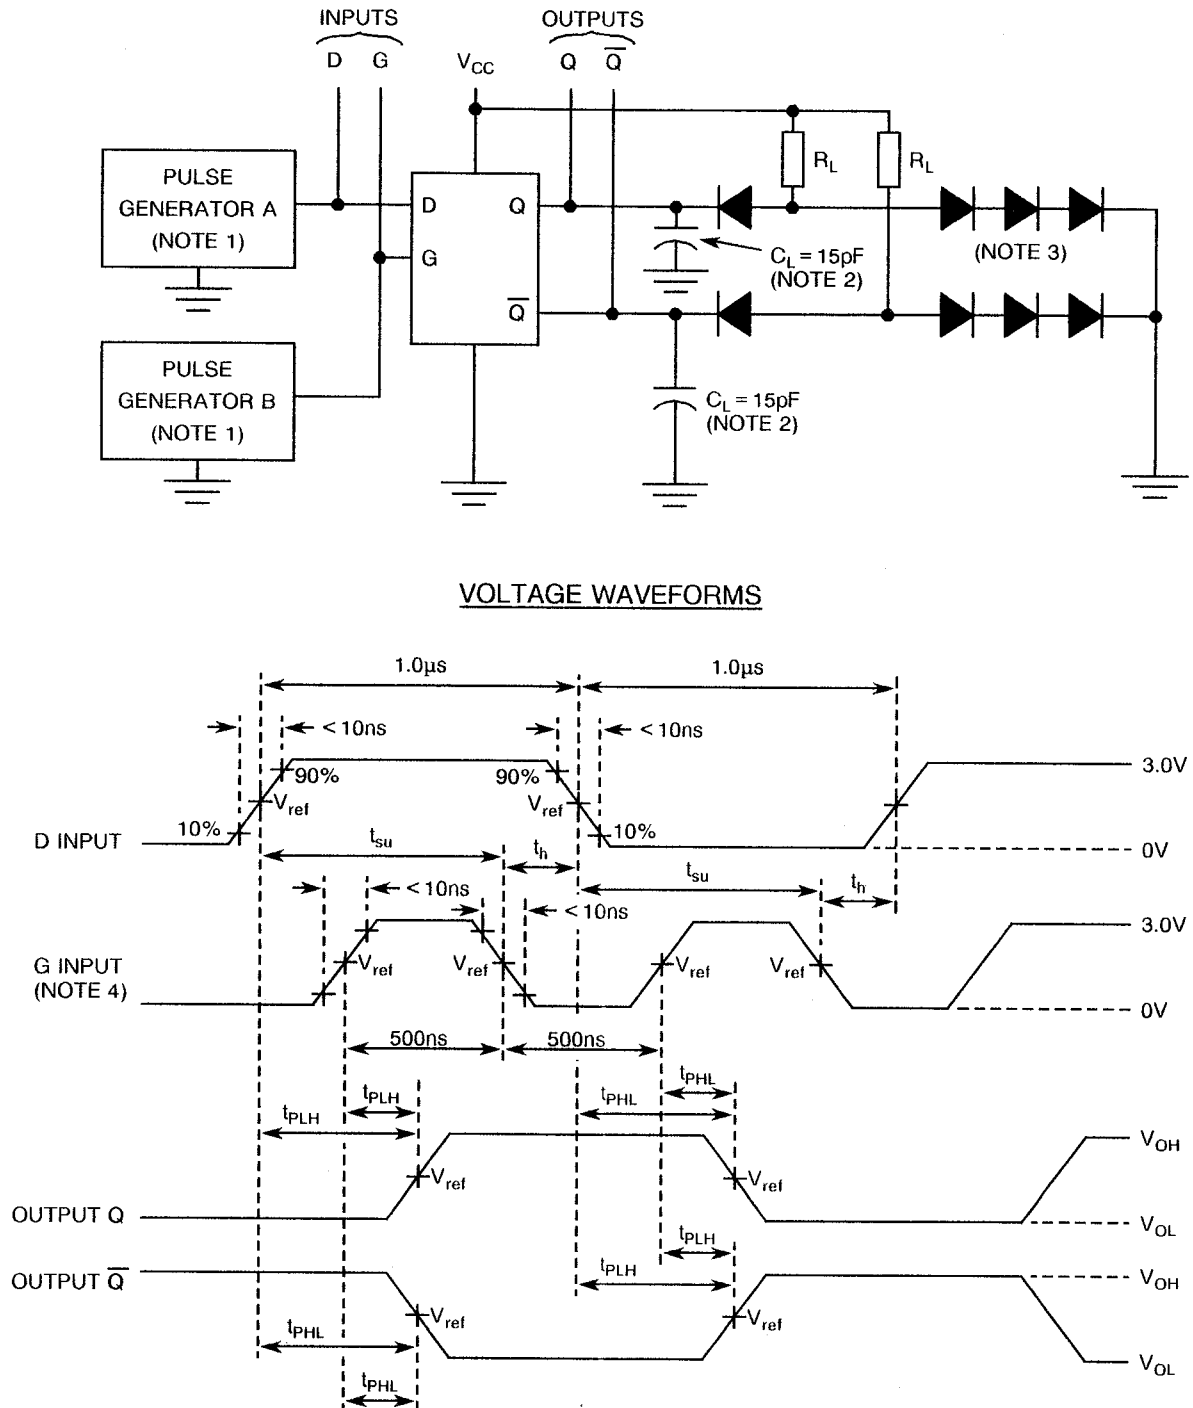 INPUTS
OUTPUTS
D G
V_CC
Q Q̅
PULSE
GENERATOR A
(NOTE 1)
D
Q
G
Q̅
R_L
R_L
C_L = 15pF
(NOTE 2)
(NOTE 3)
PULSE
GENERATOR B
(NOTE 1)
C_L = 15pF
(NOTE 2)
VOLTAGE WAVEFORMS
1.0µs
1.0µs
< 10ns
< 10ns
90%
90%
3.0V
V_ref
V_ref
10%
10%
D INPUT
0V
t_su
t_h
t_su
t_h
< 10ns
< 10ns
3.0V
G INPUT
(NOTE 4)
V_ref
V_ref
V_ref
V_ref
0V
500ns
500ns
t_PLH
t_PHL
t_PLH
t_PHL
V_OH
V_ref
V_ref
OUTPUT Q
V_OL
t_PLH
OUTPUT Q̅
t_PLH
V_OH
V_ref
V_ref
t_PHL
V_OL
t_PHL